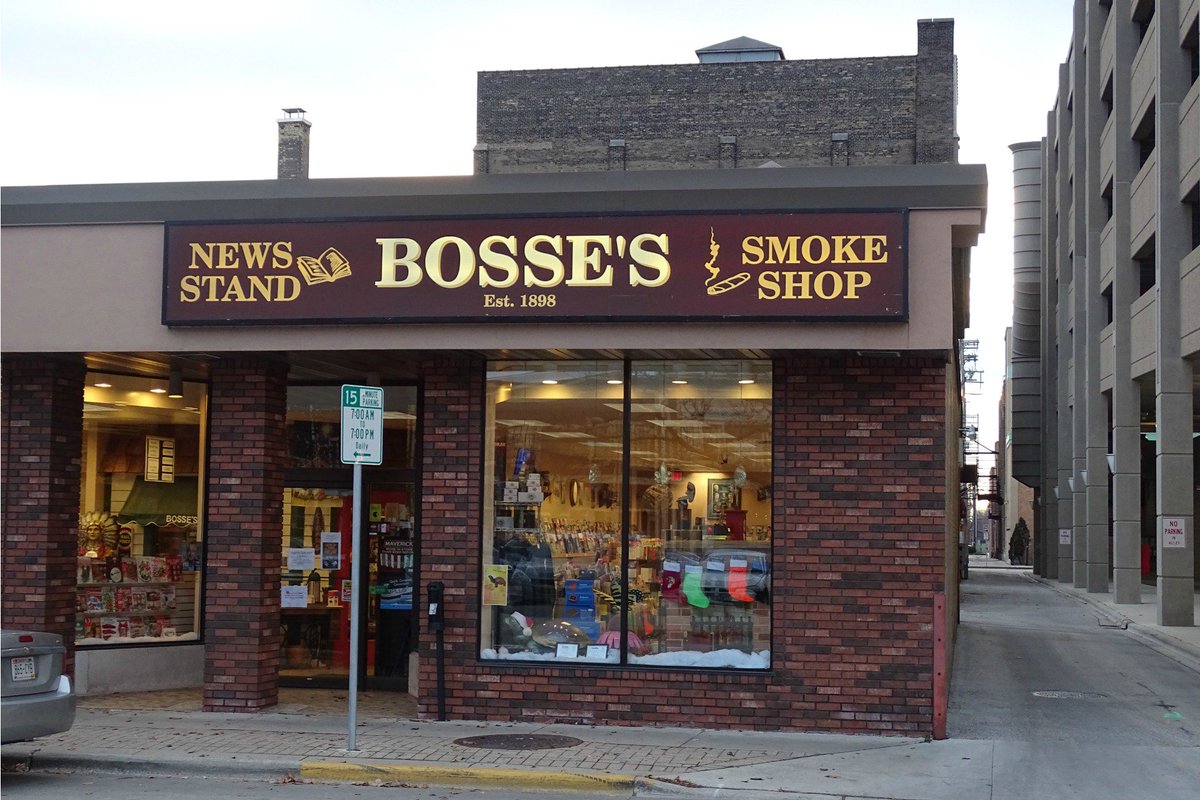 NEWS
STAND
BOSSE'S
Est. 1898
SMOKE
SHOP
15 MINUTE
PARKING
7:00AM
TO
7:00PM
Daily
BOSSE'S
MAVERICK
NO
PARKING